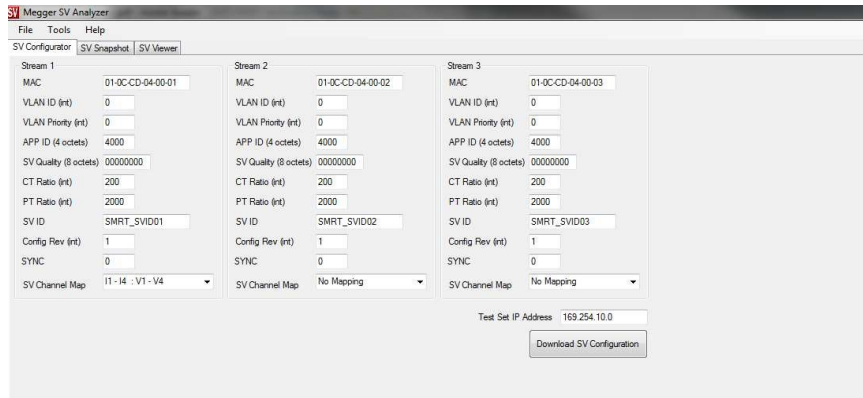 SV Megger SV Analyzer
File Tools Help
SV Configurator SV Snapshot SV Viewer
Stream 1
MAC 01-0C-CD-04-00-01
VLAN ID (int) 0
VLAN Priority (int) 0
APP ID (4 octets) 4000
SV Quality (8 octets) 00000000
CT Ratio (int) 200
PT Ratio (int) 2000
SV ID SMRT_SVID01
Config Rev (int) 1
SYNC 0
SV Channel Map I1 - I4 : V1 - V4
Stream 2
MAC 01-0C-CD-04-00-02
VLAN ID (int) 0
VLAN Priority (int) 0
APP ID (4 octets) 4000
SV Quality (8 octets) 00000000
CT Ratio (int) 200
PT Ratio (int) 2000
SV ID SMRT_SVID02
Config Rev (int) 1
SYNC 0
SV Channel Map No Mapping
Stream 3
MAC 01-0C-CD-04-00-03
VLAN ID (int) 0
VLAN Priority (int) 0
APP ID (4 octets) 4000
SV Quality (8 octets) 00000000
CT Ratio (int) 200
PT Ratio (int) 2000
SV ID SMRT_SVID03
Config Rev (int) 1
SYNC 0
SV Channel Map No Mapping
Test Set IP Address 169.254.10.0
Download SV Configuration